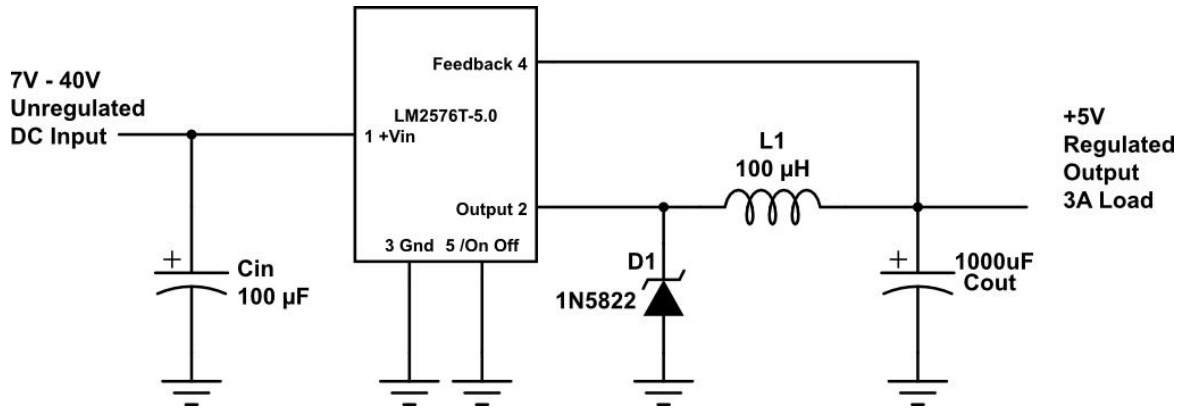 7V - 40V
Unregulated
DC Input
Feedback 4
LM2576T-5.0
1 +Vin
Output 2
3 Gnd
5 /On Off
Cin
100 µF
D1
1N5822
L1
100 µH
1000uF
Cout
+5V
Regulated
Output
3A Load